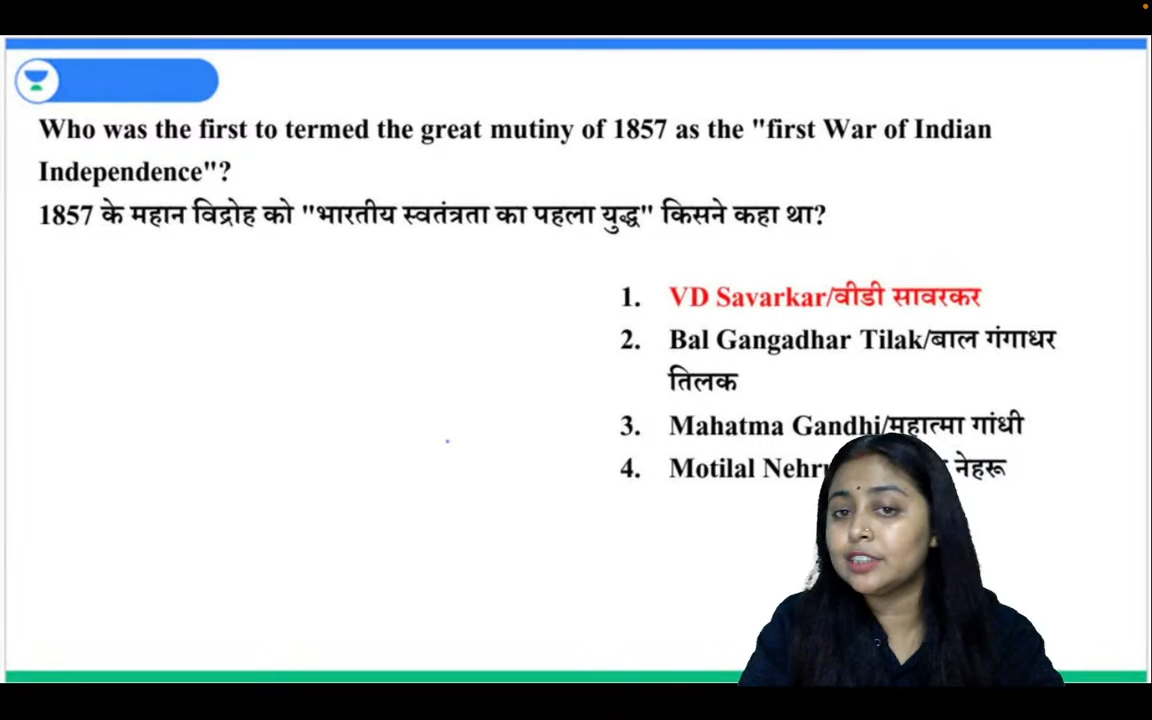 Who was the first to termed the great mutiny of 1857 as the "first War of Indian
Independence"?
1857 के महान विद्रोह को "भारतीय स्वतंत्रता का पहला युद्ध" किसने कहा था?
1. VD Savarkar/वीडी सावरकर
2. Bal Gangadhar Tilak/बाल गंगाधर
तिलक
3. Mahatma Gandhi/महात्मा गांधी
4. Motilal नेहरू